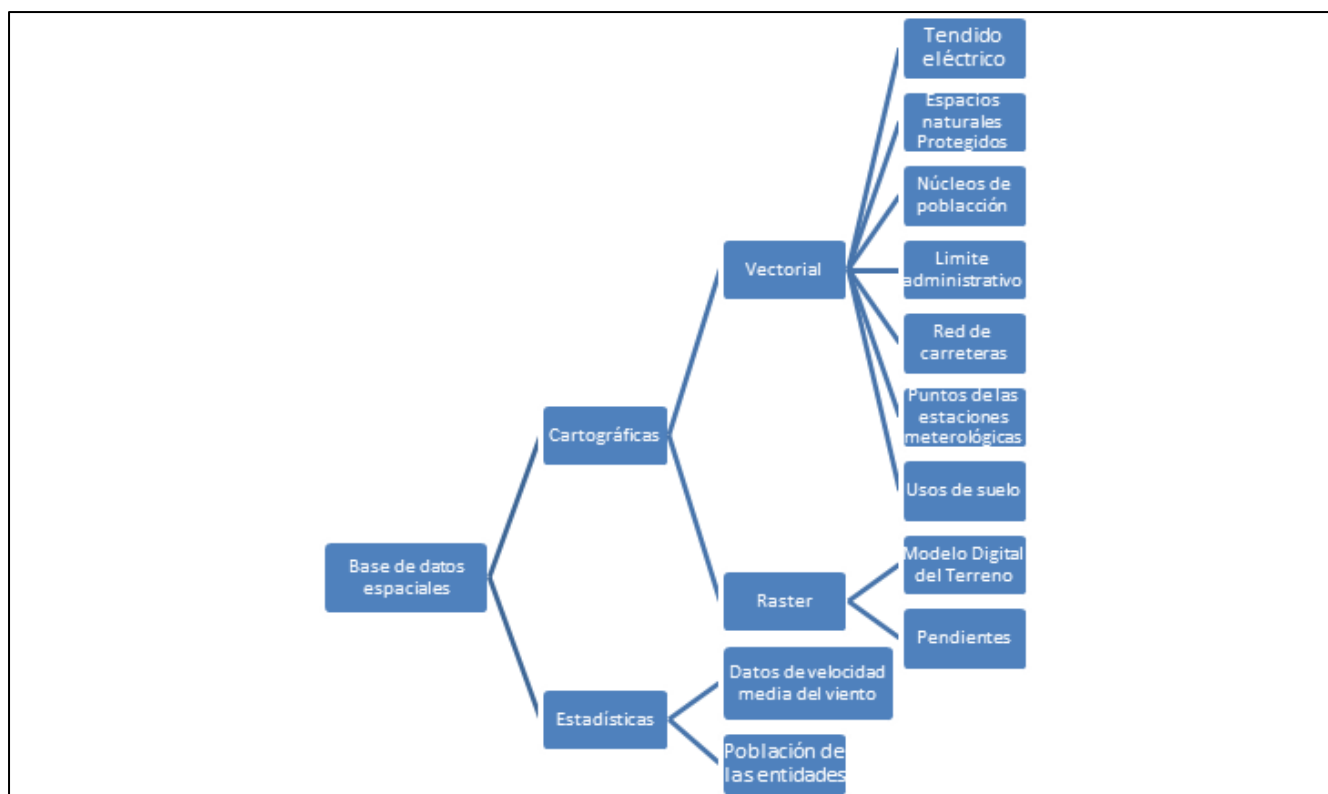 Tendido
eléctrico
Espacios
naturales
Protegidos
Núcleos de
poblacción
Vectorial
Limite
administrativo
Red de
carreteras
Puntos de las
estaciones
meterológicas
Cartográficas
Usos de suelo
Base de datos
espaciales
Modelo Digital
del Terreno
Raster
Pendientes
Datos de velocidad
media del viento
Estadísticas
Población de
las entidades